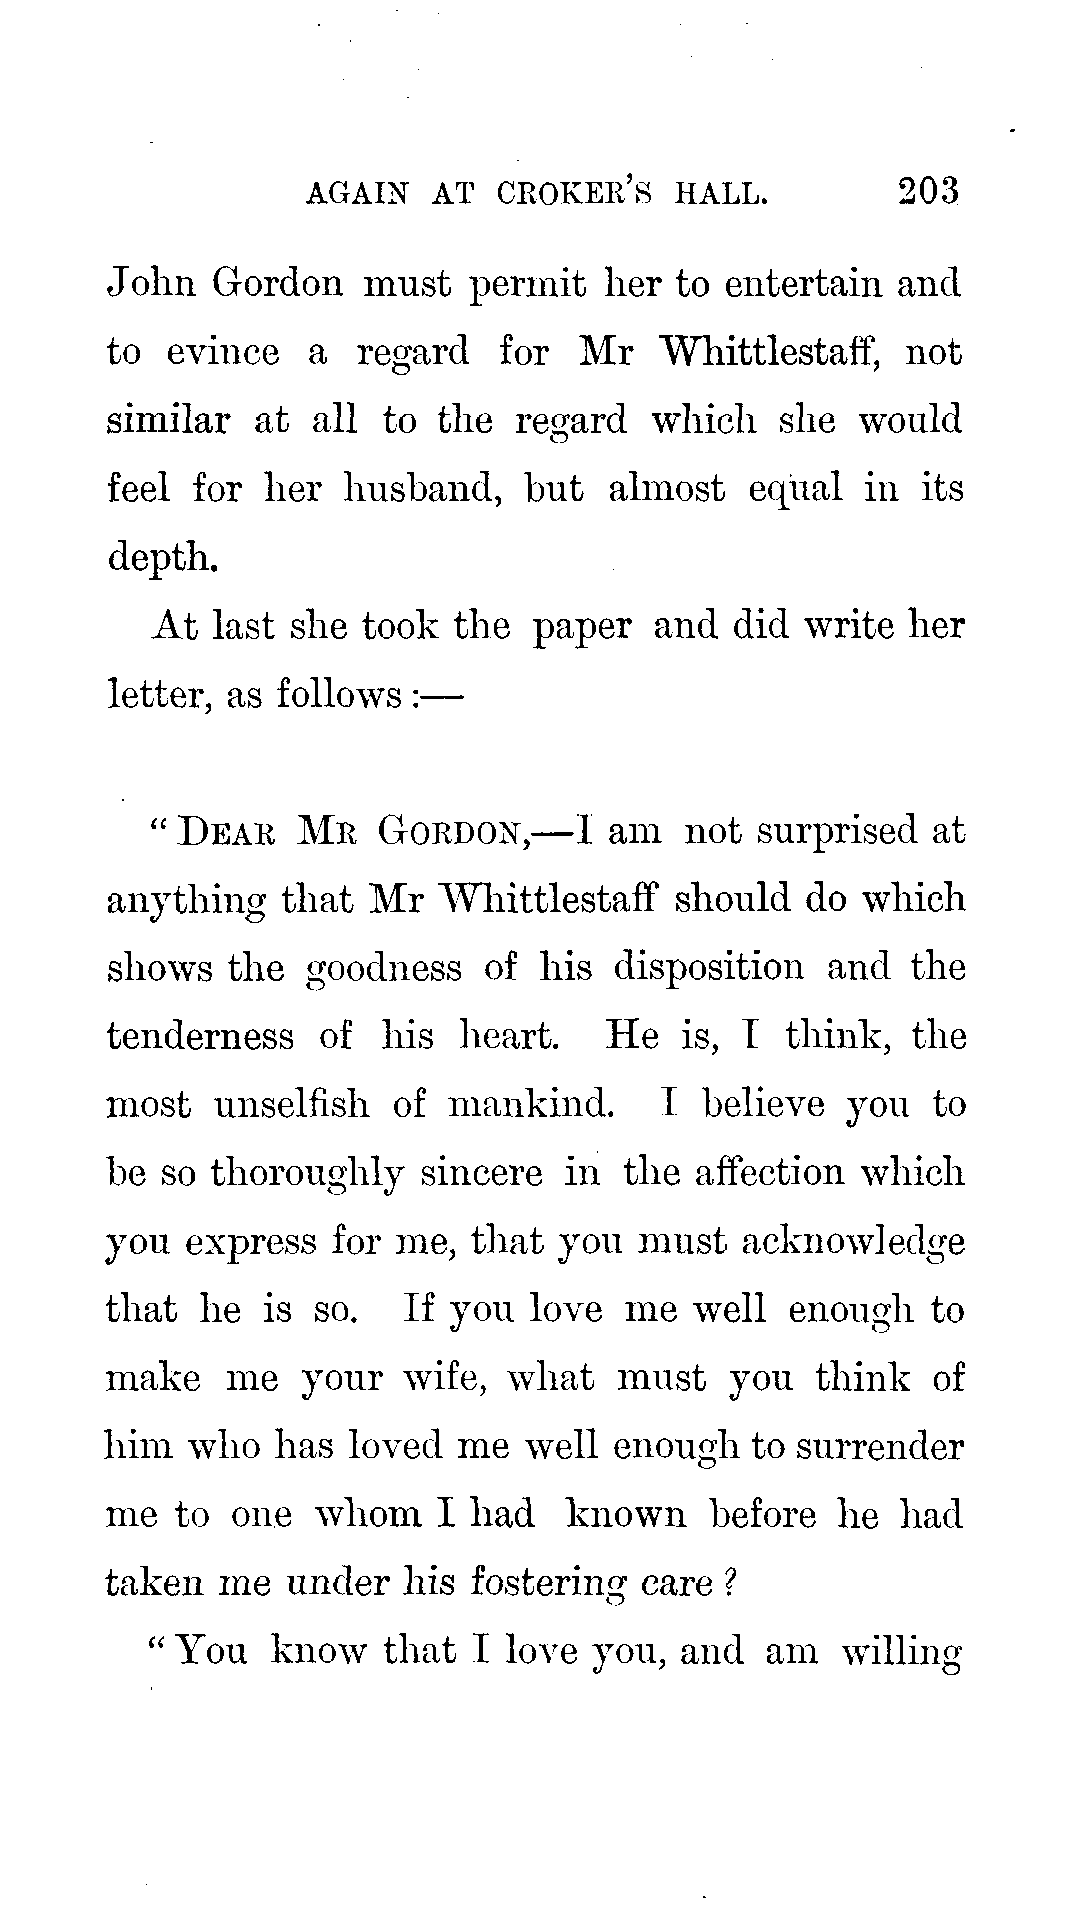 AGAIN AT CROKER'S HALL. 203
John Gordon must permit her to entertain and
to evince a regard for Mr Whittlestaff, not
similar at all to the regard which she would
feel for her husband, but almost equal in its
depth.
At last she took the paper and did write her
letter, as follows :—
“ DEAR MR GORDON,—I am not surprised at
anything that Mr Whittlestaff should do which
shows the goodness of his disposition and the
tenderness of his heart. He is, I think, the
most unselfish of mankind. I believe you to
be so thoroughly sincere in the affection which
you express for me, that you must acknowledge
that he is so. If you love me well enough to
make me your wife, what must you think of
him who has loved me well enough to surrender
me to one whom I had known before he had
taken me under his fostering care ?
“ You know that I love you, and am willing